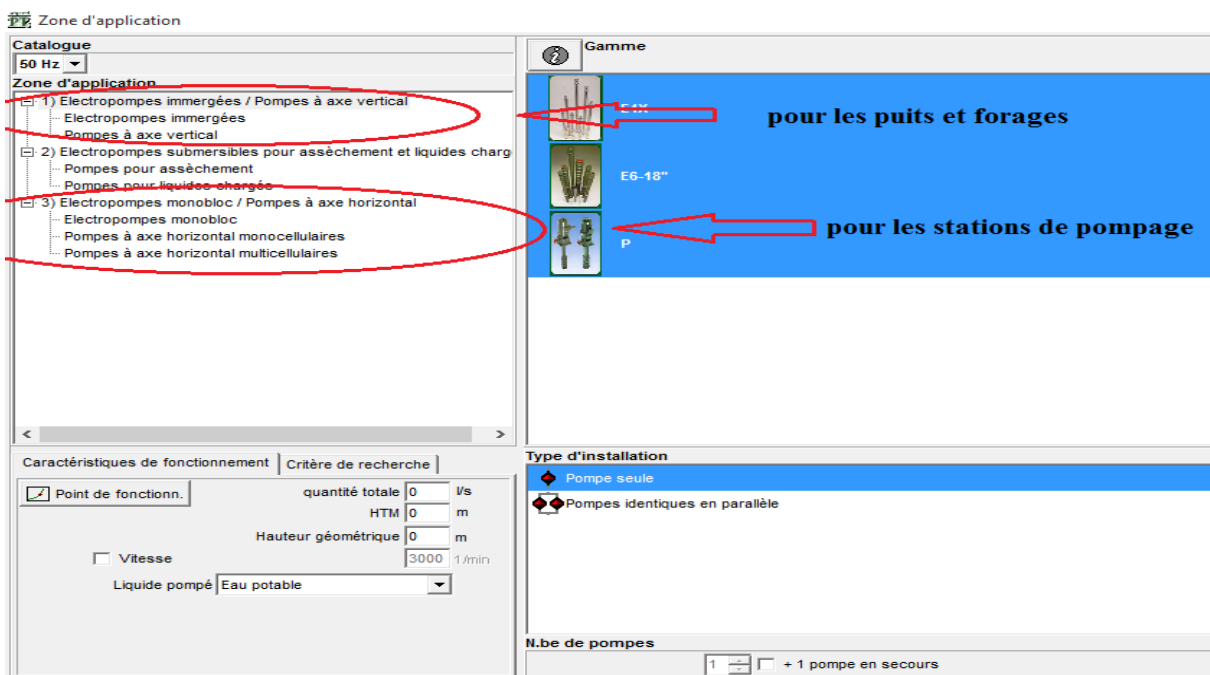 Zone d'application
Catalogue
50 Hz
Zone d'application
1) Electropompes immergées / Pompes à axe vertical
Electropompes immergées
Pompes à axe vertical
2) Electropompes submersibles pour assèchement et liquides charg
Pompes pour assèchement
Pompes pour liquides chargés
3) Electropompes monobloc / Pompes à axe horizontal
Electropompes monobloc
Pompes à axe horizontal monocellulaires
Pompes à axe horizontal multicellulaires
Gamme
E4X
pour les puits et forages
E6-18"
pour les stations de pompage
P
Caractéristiques de fonctionnement
Critère de recherche
Point de fonctionn.
quantité totale 0 l/s
HTM 0 m
Hauteur géométrique 0 m
Vitesse 3000 1/min
Liquide pompé Eau potable
Type d'installation
Pompe seule
Pompes identiques en parallèle
N.be de pompes
1 + 1 pompe en secours